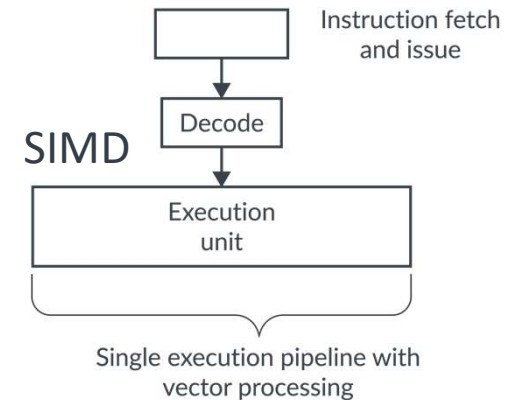 Instruction fetch
and issue
Decode
SIMD
Execution
unit
Single execution pipeline with
vector processing